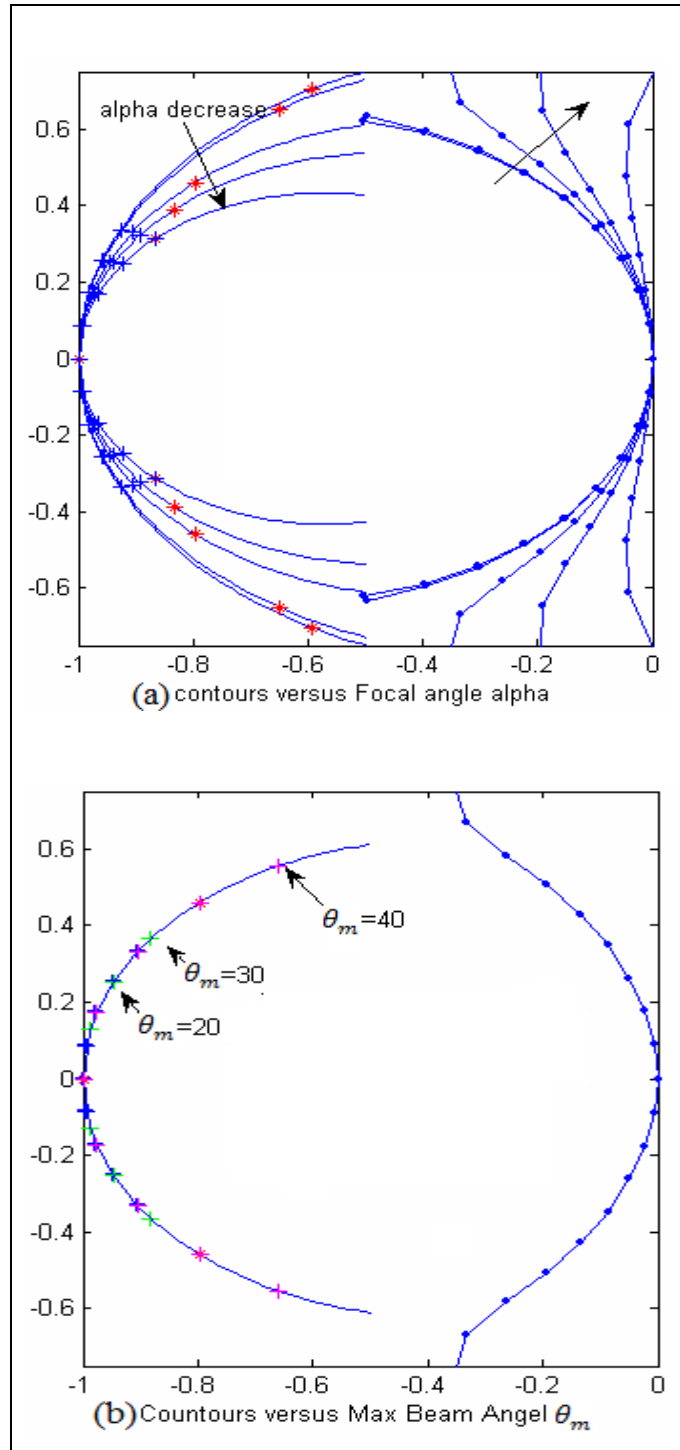 alpha decrease
0.6
0.4
0.2
0
-0.2
-0.4
-0.6
-1 -0.8 -0.6 -0.4 -0.2 0
(a) contours versus Focal angle alpha
0.6
0.4
0.2
0
-0.2
-0.4
-0.6
θm=40
θm=30
θm=20
-1 -0.8 -0.6 -0.4 -0.2 0
(b) Countours versus Max Beam Angel θm